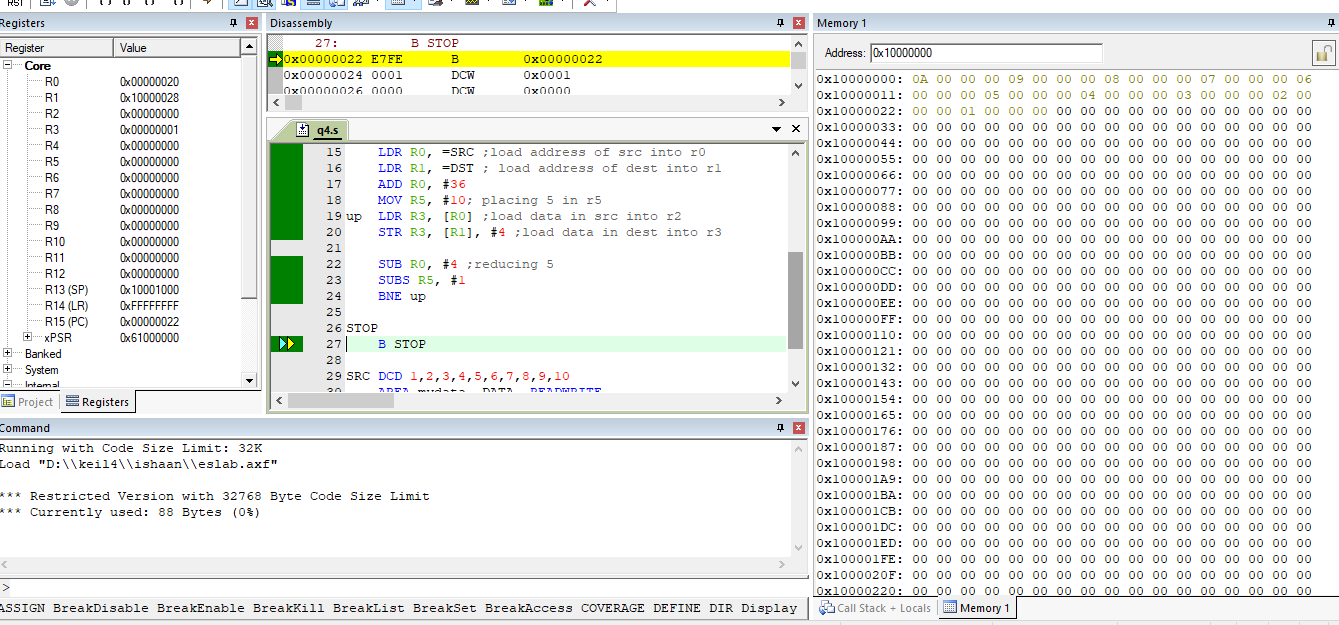 RST
Registers
Register Value
Core
R0 0x00000020
R1 0x10000028
R2 0x00000000
R3 0x00000001
R4 0x00000000
R5 0x00000000
R6 0x00000000
R7 0x00000000
R8 0x00000000
R9 0x00000000
R10 0x00000000
R11 0x00000000
R12 0x00000000
R13 (SP) 0x10001000
R14 (LR) 0xFFFFFFFF
R15 (PC) 0x00000022
xPSR 0x61000000
Banked
System
Internal
Project Registers
Disassembly
27: B STOP
0x00000022 E7FE B 0x00000022
0x00000024 0001 DCW 0x0001
0x00000026 0000 DCW 0x0000
q4.s
15 LDR R0, =SRC ;load address of src into r0
16 LDR R1, =DST ; load address of dest into r1
17 ADD R0, #36
18 MOV R5, #10; placing 5 in r5
19 up LDR R3, [R0] ;load data in src into r2
20 STR R3, [R1], #4 ;load data in dest into r3
21
22 SUB R0, #4 ;reducing 5
23 SUBS R5, #1
24 BNE up
25
26 STOP
27 B STOP
28
29 SRC DCD 1,2,3,4,5,6,7,8,9,10
30 AREA mydata, DATA, READWRITE
Command
Running with Code Size Limit: 32K
Load "D:\\keil4\\ishaan\\eslab.axf"
*** Restricted Version with 32768 Byte Code Size Limit
*** Currently used: 88 Bytes (0%)
>
ASSIGN BreakDisable BreakEnable BreakKill BreakList BreakSet BreakAccess COVERAGE DEFINE DIR Display
Memory 1
Address: 0x10000000
0x10000000: 0A 00 00 00 09 00 00 00 08 00 00 00 07 00 00 00 06
0x10000011: 00 00 00 05 00 00 00 04 00 00 00 03 00 00 00 02 00
0x10000022: 00 00 01 00 00 00 00 00 00 00 00 00 00 00 00 00 00
0x10000033: 00 00 00 00 00 00 00 00 00 00 00 00 00 00 00 00 00
0x10000044: 00 00 00 00 00 00 00 00 00 00 00 00 00 00 00 00 00
0x10000055: 00 00 00 00 00 00 00 00 00 00 00 00 00 00 00 00 00
0x10000066: 00 00 00 00 00 00 00 00 00 00 00 00 00 00 00 00 00
0x10000077: 00 00 00 00 00 00 00 00 00 00 00 00 00 00 00 00 00
0x10000088: 00 00 00 00 00 00 00 00 00 00 00 00 00 00 00 00 00
0x10000099: 00 00 00 00 00 00 00 00 00 00 00 00 00 00 00 00 00
0x100000AA: 00 00 00 00 00 00 00 00 00 00 00 00 00 00 00 00 00
0x100000BB: 00 00 00 00 00 00 00 00 00 00 00 00 00 00 00 00 00
0x100000CC: 00 00 00 00 00 00 00 00 00 00 00 00 00 00 00 00 00
0x100000DD: 00 00 00 00 00 00 00 00 00 00 00 00 00 00 00 00 00
0x100000EE: 00 00 00 00 00 00 00 00 00 00 00 00 00 00 00 00 00
0x100000FF: 00 00 00 00 00 00 00 00 00 00 00 00 00 00 00 00 00
0x10000110: 00 00 00 00 00 00 00 00 00 00 00 00 00 00 00 00 00
0x10000121: 00 00 00 00 00 00 00 00 00 00 00 00 00 00 00 00 00
0x10000132: 00 00 00 00 00 00 00 00 00 00 00 00 00 00 00 00 00
0x10000143: 00 00 00 00 00 00 00 00 00 00 00 00 00 00 00 00 00
0x10000154: 00 00 00 00 00 00 00 00 00 00 00 00 00 00 00 00 00
0x10000165: 00 00 00 00 00 00 00 00 00 00 00 00 00 00 00 00 00
0x10000176: 00 00 00 00 00 00 00 00 00 00 00 00 00 00 00 00 00
0x10000187: 00 00 00 00 00 00 00 00 00 00 00 00 00 00 00 00 00
0x10000198: 00 00 00 00 00 00 00 00 00 00 00 00 00 00 00 00 00
0x100001A9: 00 00 00 00 00 00 00 00 00 00 00 00 00 00 00 00 00
0x100001BA: 00 00 00 00 00 00 00 00 00 00 00 00 00 00 00 00 00
0x100001CB: 00 00 00 00 00 00 00 00 00 00 00 00 00 00 00 00 00
0x100001DC: 00 00 00 00 00 00 00 00 00 00 00 00 00 00 00 00 00
0x100001ED: 00 00 00 00 00 00 00 00 00 00 00 00 00 00 00 00 00
0x100001FE: 00 00 00 00 00 00 00 00 00 00 00 00 00 00 00 00 00
0x1000020F: 00 00 00 00 00 00 00 00 00 00 00 00 00 00 00 00 00
0x10000220: 00 00 00 00 00 00 00 00 00 00 00 00 00 00 00 00 00
Call Stack + Locals Memory 1